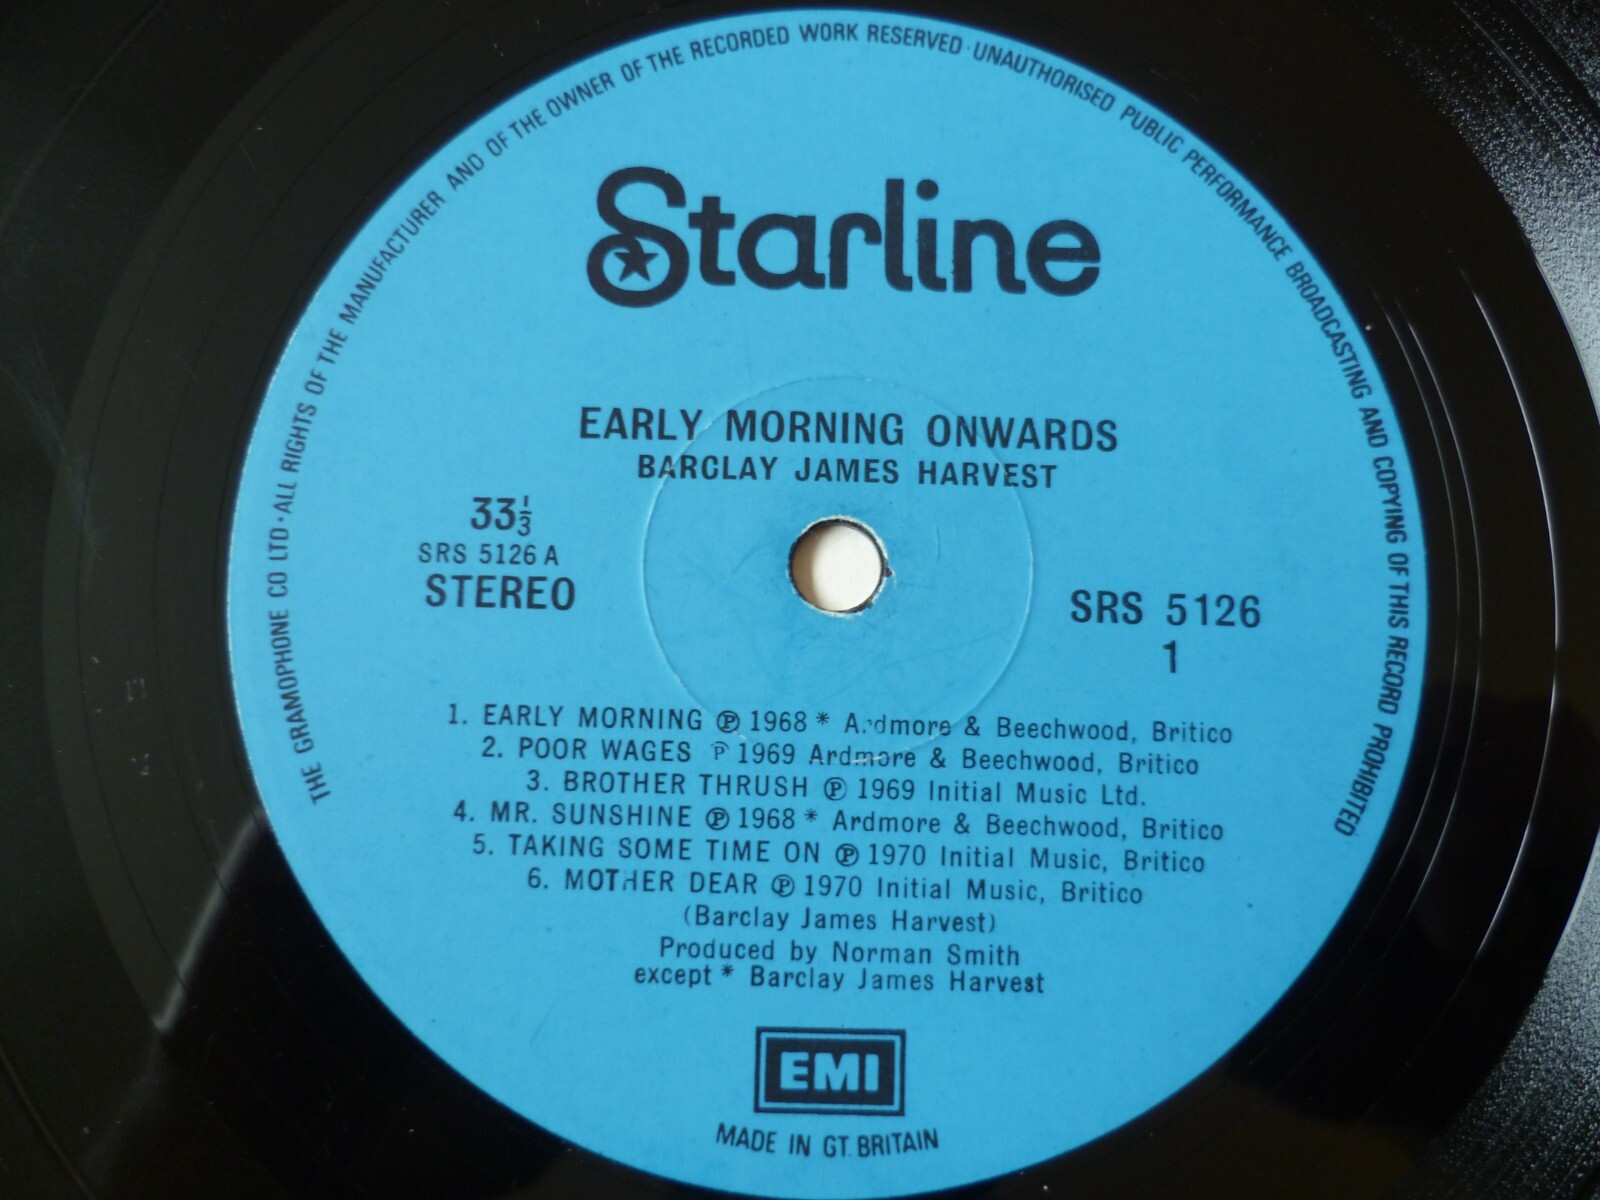 THE GRAMOPHONE CO LTD · ALL RIGHTS OF THE MANUFACTURER AND OF THE OWNER OF THE RECORDED WORK RESERVED · UNAUTHORISED PUBLIC PERFORMANCE BROADCASTING AND COPYING OF THIS RECORD PROHIBITED
Starline
EARLY MORNING ONWARDS
BARCLAY JAMES HARVEST
33⅓
SRS 5126 A
STEREO
SRS 5126
1
1. EARLY MORNING ℗ 1968 * Ardmore & Beechwood, Britico
2. POOR WAGES ℗ 1969 Ardmore & Beechwood, Britico
3. BROTHER THRUSH ℗ 1969 Initial Music Ltd.
4. MR. SUNSHINE ℗ 1968 * Ardmore & Beechwood, Britico
5. TAKING SOME TIME ON ℗ 1970 Initial Music, Britico
6. MOTHER DEAR ℗ 1970 Initial Music, Britico
(Barclay James Harvest)
Produced by Norman Smith
except * Barclay James Harvest
EMI
MADE IN GT. BRITAIN